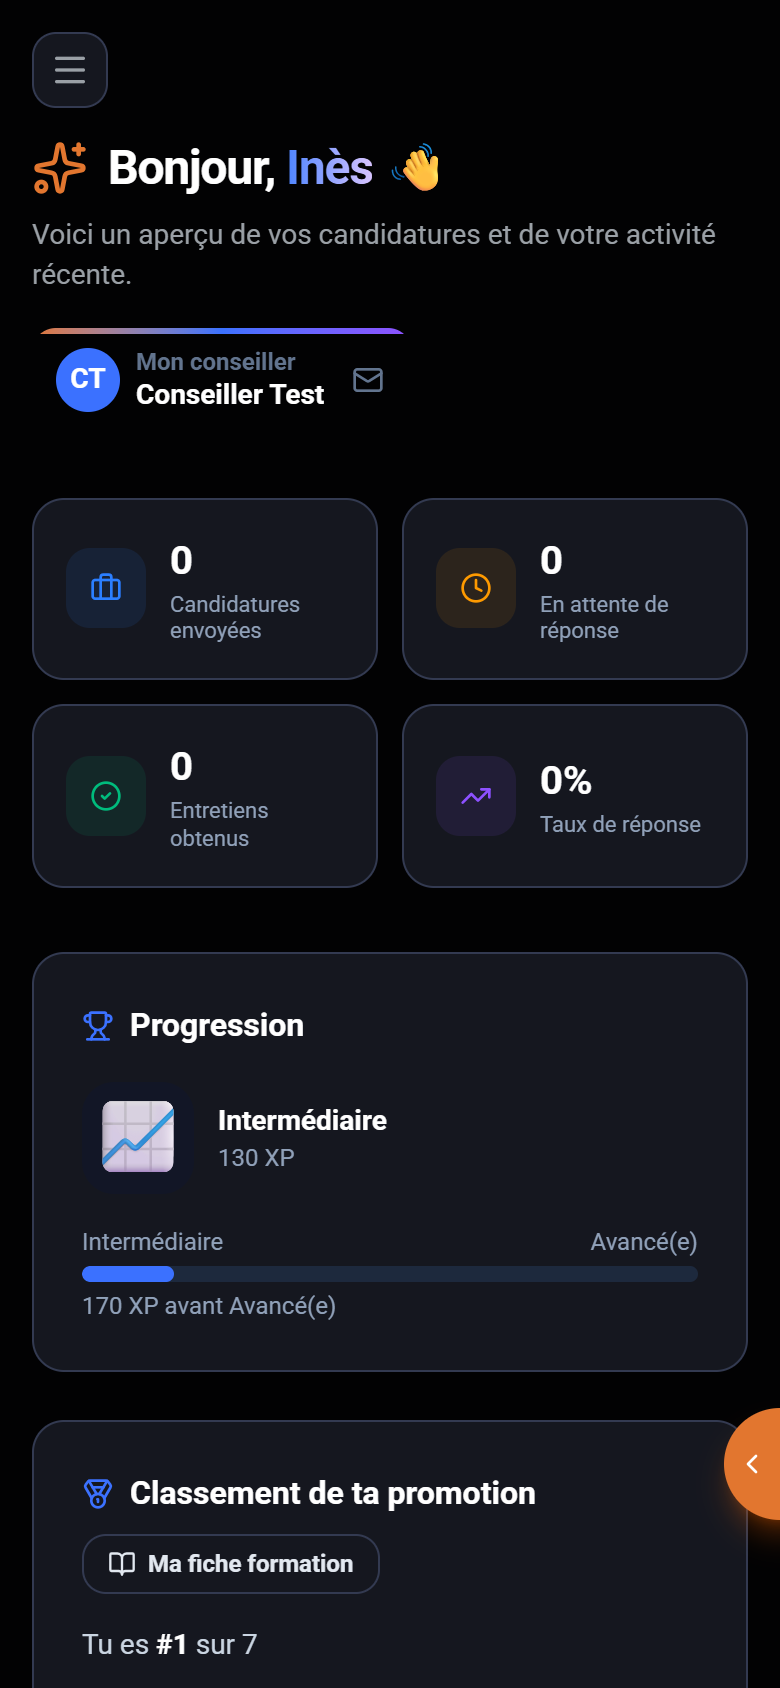 Bonjour, Inès 👋
Voici un aperçu de vos candidatures et de votre activité
récente.
CT
Mon conseiller
Conseiller Test
0
Candidatures
envoyées
0
En attente de
réponse
0
Entretiens
obtenus
0%
Taux de réponse
Progression
Intermédiaire
130 XP
Intermédiaire
Avancé(e)
170 XP avant Avancé(e)
Classement de ta promotion
Ma fiche formation
Tu es #1 sur 7